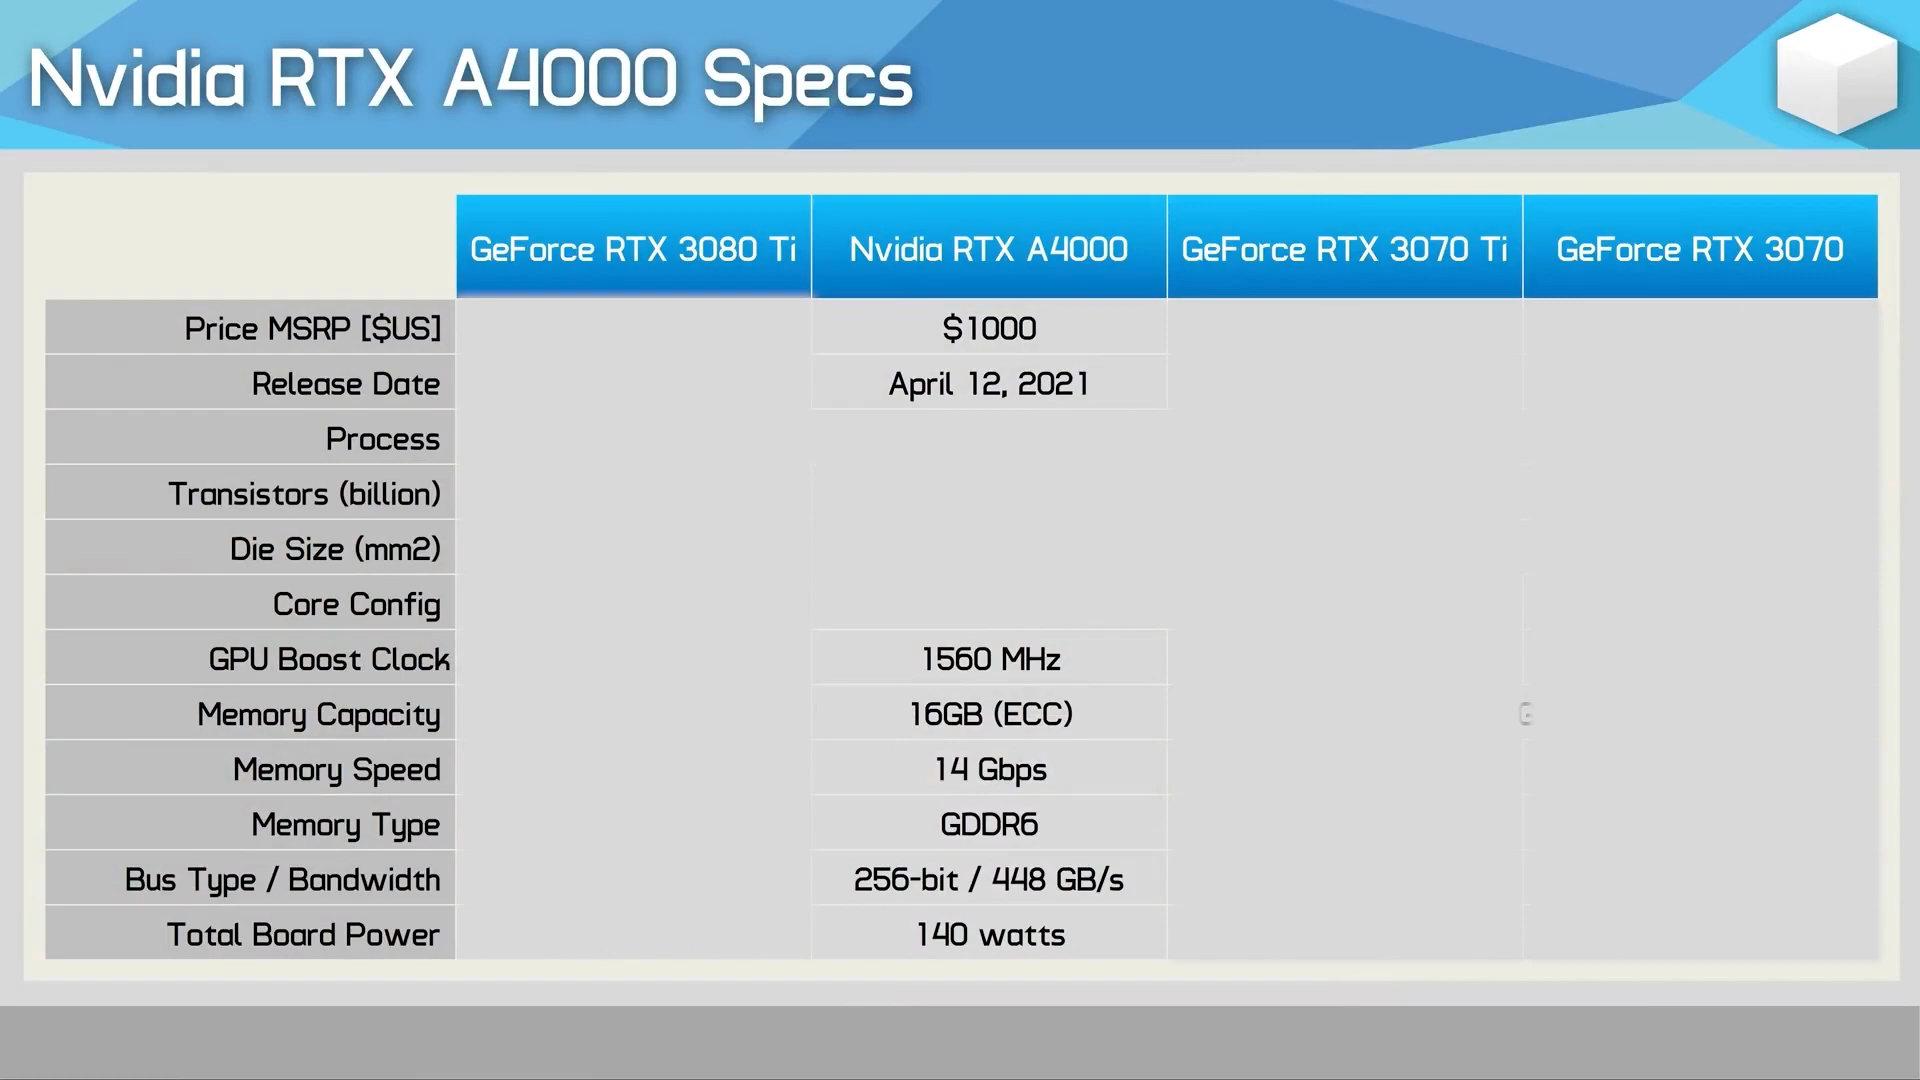 Nvidia RTX A4000 Specs
GeForce RTX 3080 Ti Nvidia RTX A4000 GeForce RTX 3070 Ti GeForce RTX 3070
Price MSRP [$US] $1000
Release Date April 12, 2021
Process
Transistors (billion)
Die Size (mm2)
Core Config
GPU Boost Clock 1560 MHz
Memory Capacity 16GB (ECC)
Memory Speed 14 Gbps
Memory Type GDDR6
Bus Type / Bandwidth 256-bit / 448 GB/s
Total Board Power 140 watts